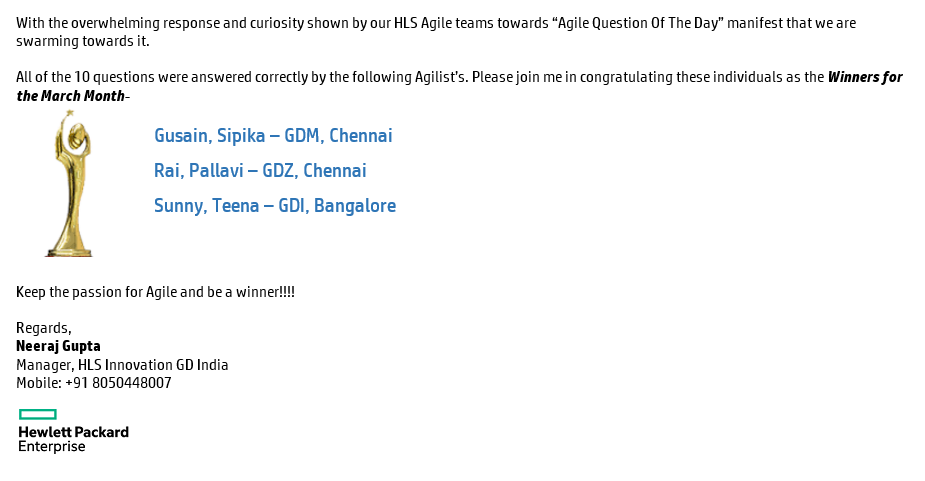 With the overwhelming response and curiosity shown by our HLS Agile teams towards “Agile Question Of The Day” manifest that we are
swarming towards it.
All of the 10 questions were answered correctly by the following Agilist’s. Please join me in congratulating these individuals as the Winners for
the March Month-
Gusain, Sipika – GDM, Chennai
Rai, Pallavi – GDZ, Chennai
Sunny, Teena – GDI, Bangalore
Keep the passion for Agile and be a winner!!!!
Regards,
Neeraj Gupta
Manager, HLS Innovation GD India
Mobile: +91 8050448007
Hewlett Packard
Enterprise